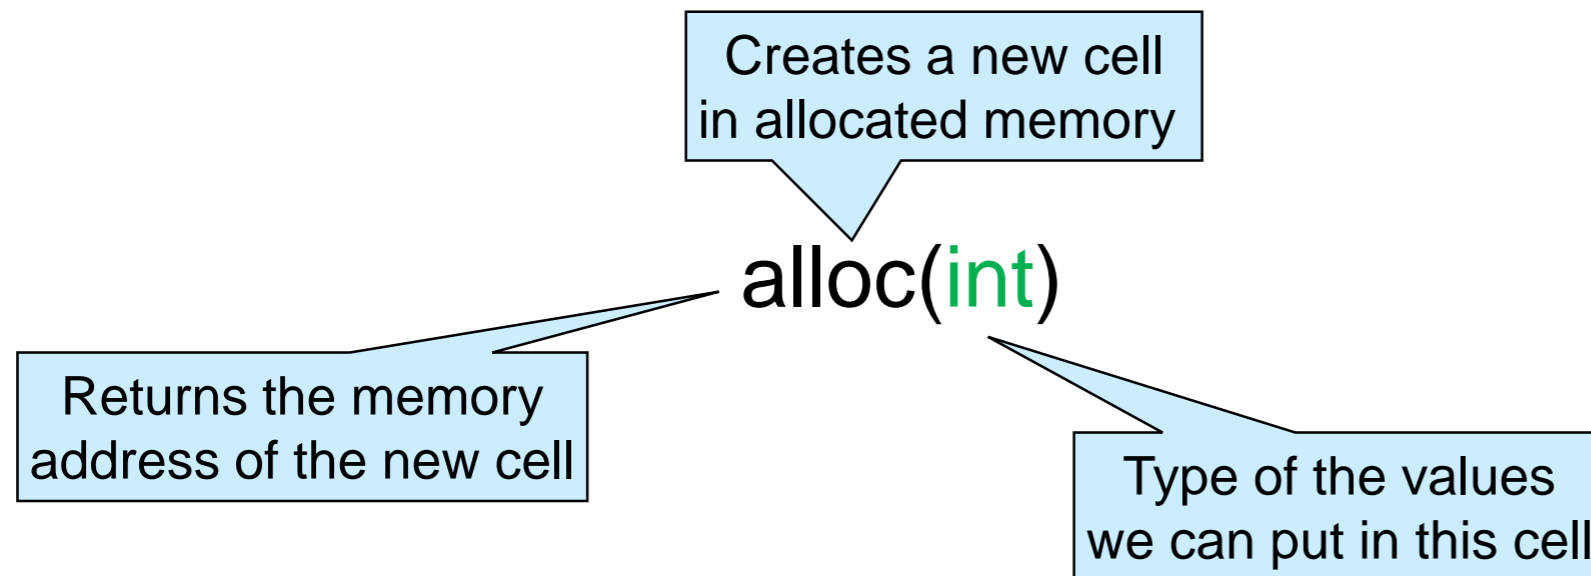 Creates a new cell
in allocated memory
alloc(int)
Returns the memory
address of the new cell
Type of the values
we can put in this cell